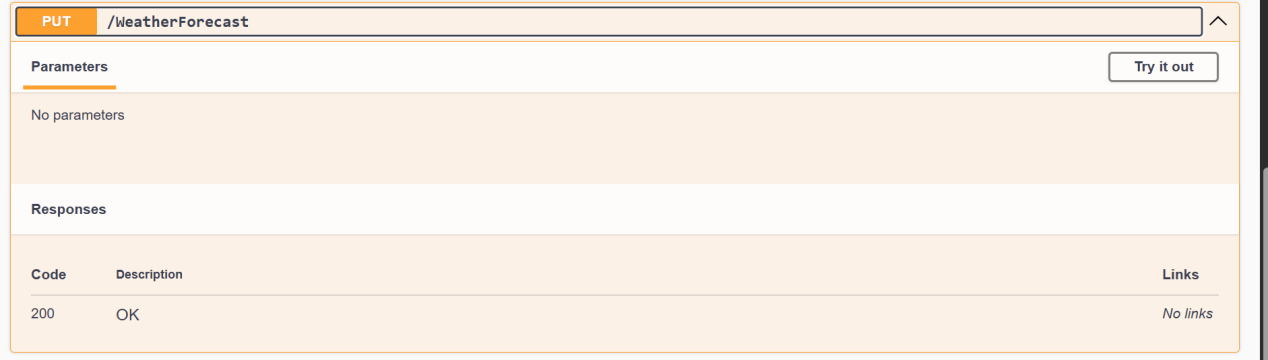 PUT /WeatherForecast
Parameters Try it out
No parameters
Responses
Code Description Links
200 OK No links